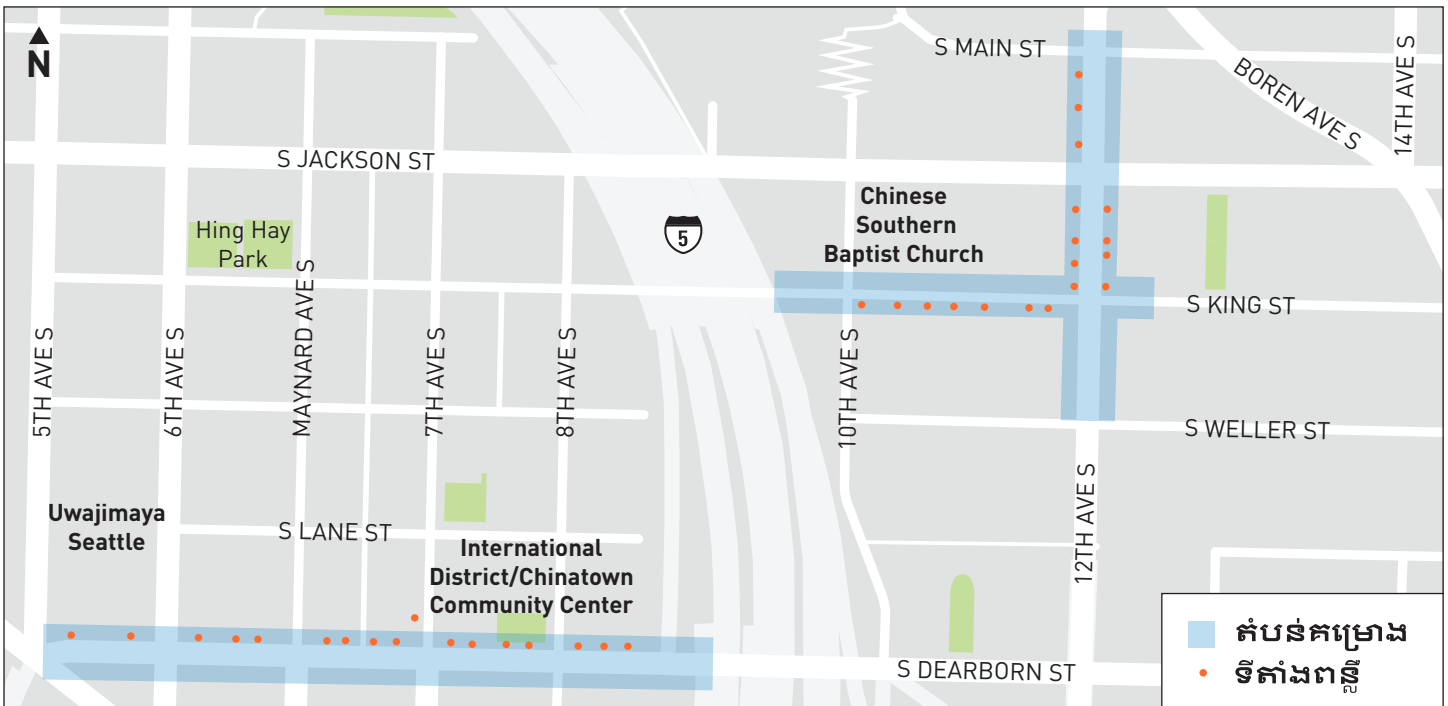 N
S MAIN ST
BOREN AVE S
14TH AVE S
S JACKSON ST
Chinese
Southern
Baptist Church
Hing Hay
Park
5
S KING ST
5TH AVE S
6TH AVE S
MAYNARD AVE S
7TH AVE S
8TH AVE S
10TH AVE S
S WELLER ST
12TH AVE S
Uwajimaya
Seattle
S LANE ST
International
District/Chinatown
Community Center
S DEARBORN ST
តំបន់គម្រោង
ទីតាំងពន្លឺ